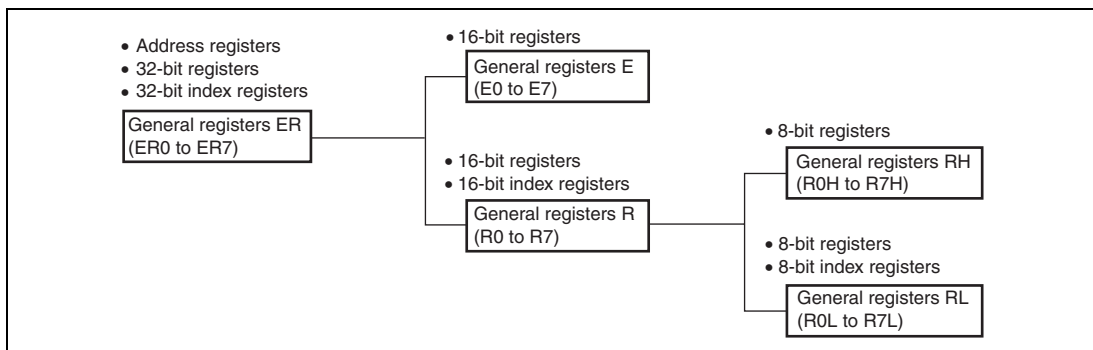 • Address registers
• 32-bit registers
• 32-bit index registers
General registers ER
(ER0 to ER7)
• 16-bit registers
General registers E
(E0 to E7)
• 16-bit registers
• 16-bit index registers
General registers R
(R0 to R7)
• 8-bit registers
General registers RH
(R0H to R7H)
• 8-bit registers
• 8-bit index registers
General registers RL
(R0L to R7L)